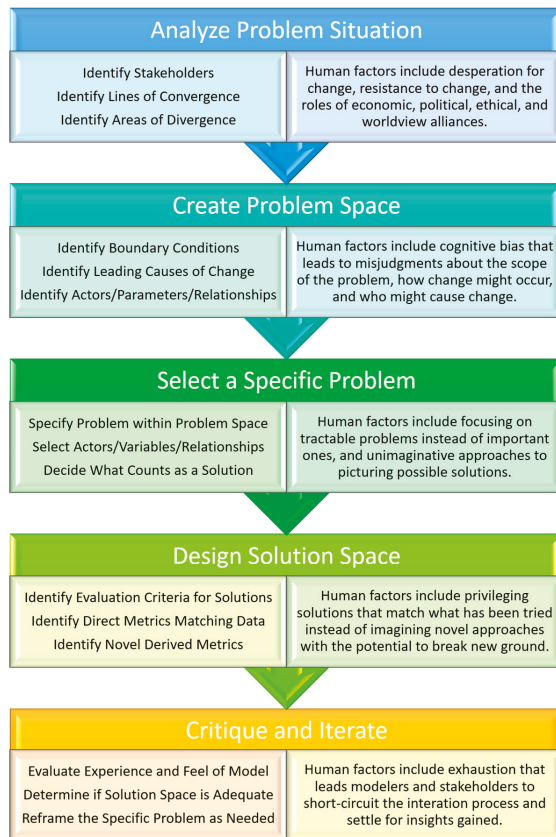 Analyze Problem Situation
Identify Stakeholders
Identify Lines of Convergence
Identify Areas of Divergence
Human factors include desperation for
change, resistance to change, and the
roles of economic, political, ethical, and
worldview alliances.
Create Problem Space
Identify Boundary Conditions
Identify Leading Causes of Change
Identify Actors/Parameters/Relationships
Human factors include cognitive bias that
leads to misjudgments about the scope
of the problem, how change might occur,
and who might cause change.
Select a Specific Problem
Specify Problem within Problem Space
Select Actors/Variables/Relationships
Decide What Counts as a Solution
Human factors include focusing on
tractable problems instead of important
ones, and unimaginative approaches to
picturing possible solutions.
Design Solution Space
Identify Evaluation Criteria for Solutions
Identify Direct Metrics Matching Data
Identify Novel Derived Metrics
Human factors include privileging
solutions that match what has been tried
instead of imagining novel approaches
with the potential to break new ground.
Critique and Iterate
Evaluate Experience and Feel of Model
Determine if Solution Space is Adequate
Reframe the Specific Problem as Needed
Human factors include exhaustion that
leads modelers and stakeholders to
short-circuit the interation process and
settle for insights gained.